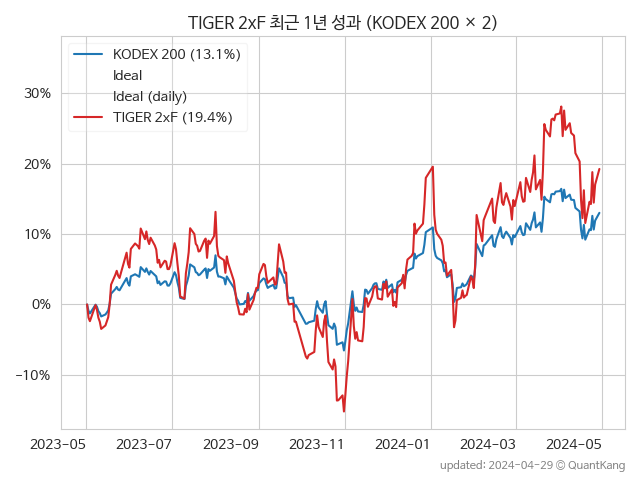 TIGER 2xF 최근 1년 성과 (KODEX 200 × 2)
KODEX 200 (13.1%)
Ideal
Ideal (daily)
TIGER 2xF (19.4%)
30%
20%
10%
0%
−10%
2023-05
2023-07
2023-09
2023-11
2024-01
2024-03
2024-05
updated: 2024-04-29 © QuantKang